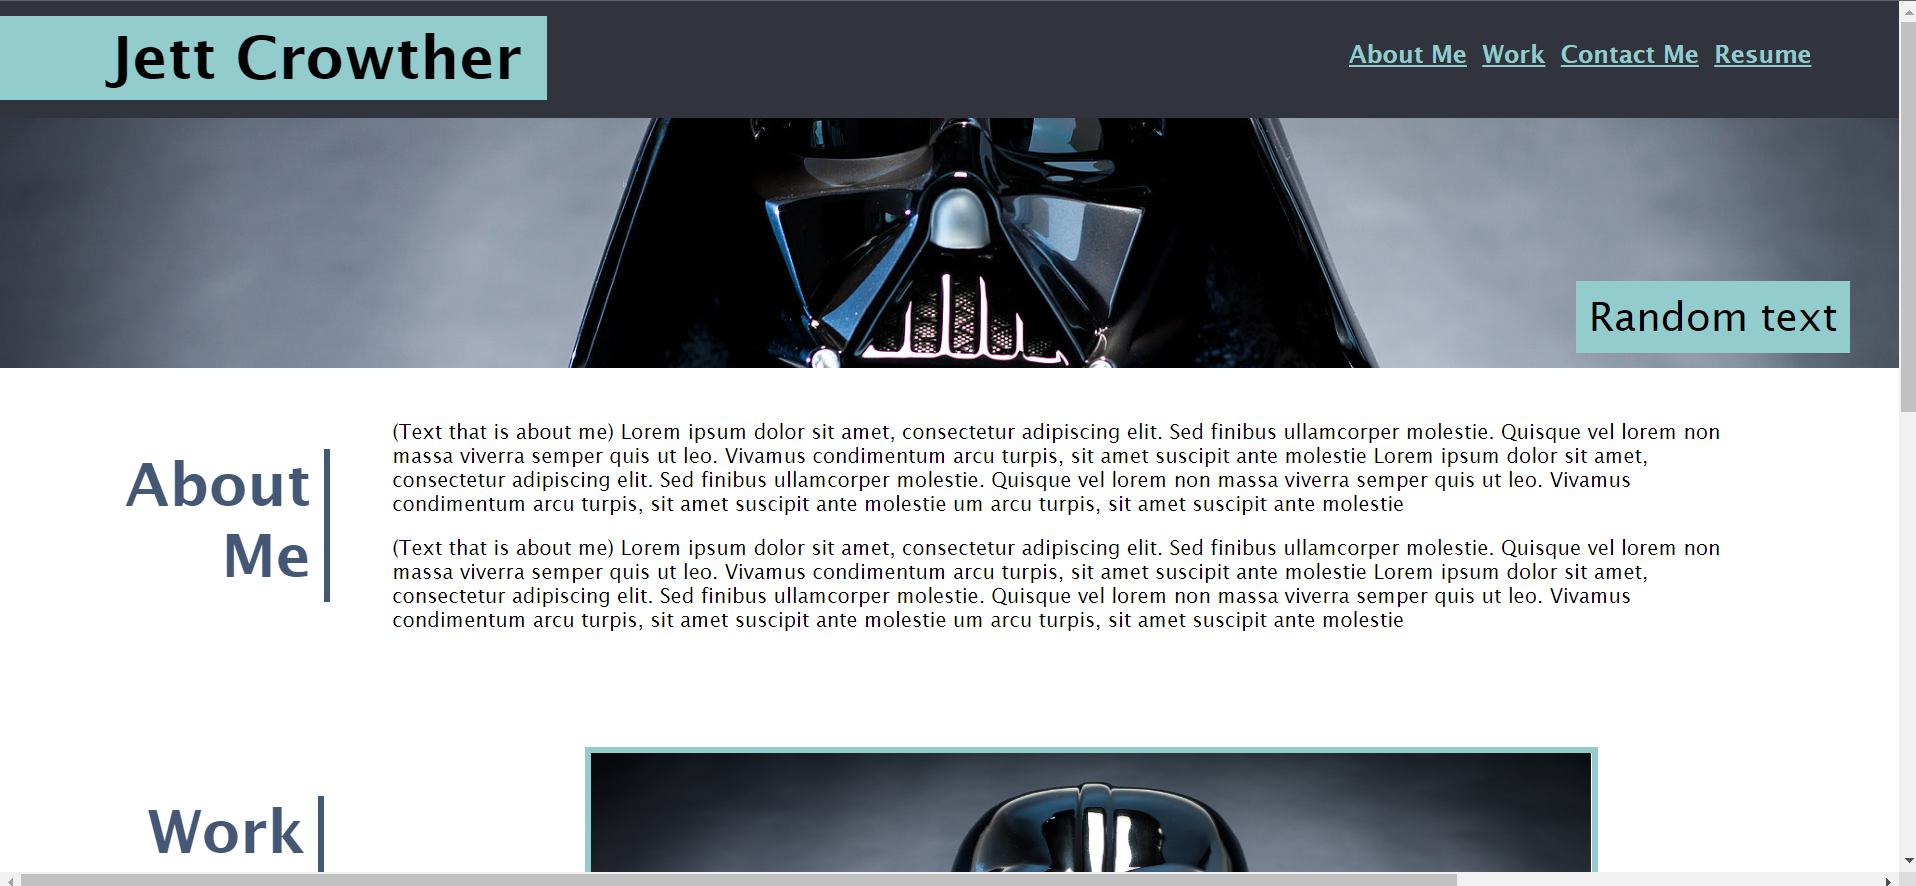 Jett Crowther
About Me Work Contact Me Resume
Random text
About
Me
(Text that is about me) Lorem ipsum dolor sit amet, consectetur adipiscing elit. Sed finibus ullamcorper molestie. Quisque vel lorem non
massa viverra semper quis ut leo. Vivamus condimentum arcu turpis, sit amet suscipit ante molestie Lorem ipsum dolor sit amet,
consectetur adipiscing elit. Sed finibus ullamcorper molestie. Quisque vel lorem non massa viverra semper quis ut leo. Vivamus
condimentum arcu turpis, sit amet suscipit ante molestie um arcu turpis, sit amet suscipit ante molestie
(Text that is about me) Lorem ipsum dolor sit amet, consectetur adipiscing elit. Sed finibus ullamcorper molestie. Quisque vel lorem non
massa viverra semper quis ut leo. Vivamus condimentum arcu turpis, sit amet suscipit ante molestie Lorem ipsum dolor sit amet,
consectetur adipiscing elit. Sed finibus ullamcorper molestie. Quisque vel lorem non massa viverra semper quis ut leo. Vivamus
condimentum arcu turpis, sit amet suscipit ante molestie um arcu turpis, sit amet suscipit ante molestie
Work